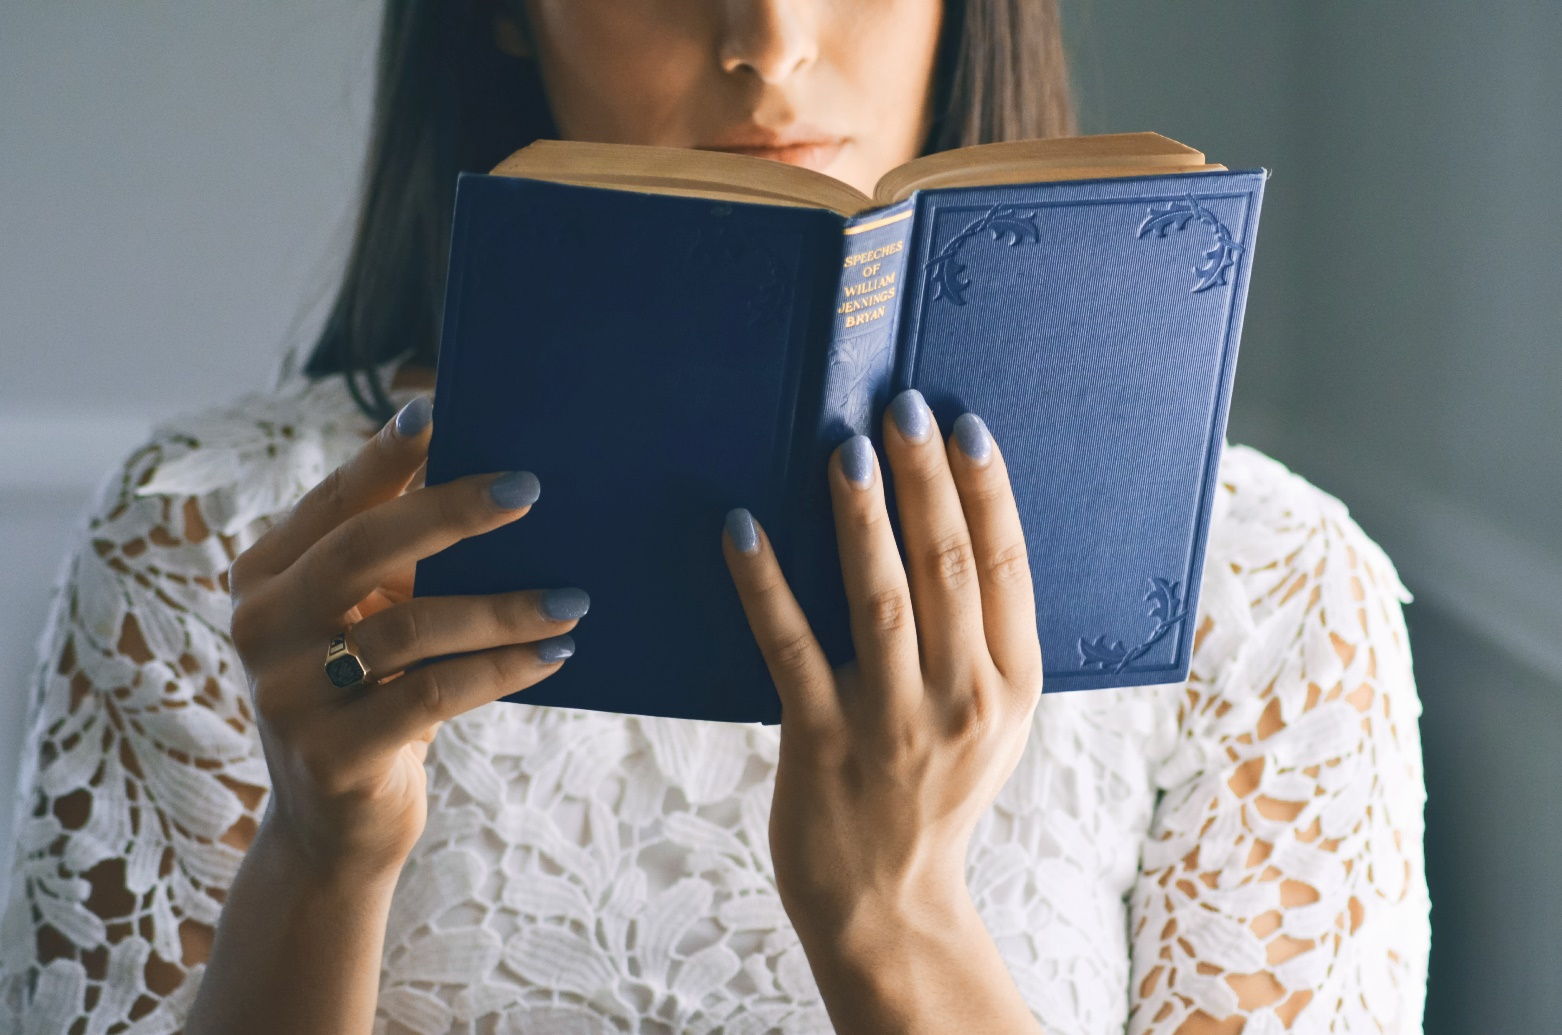 SPEECHES
OF
WILLIAM
JENNINGS
BRYAN